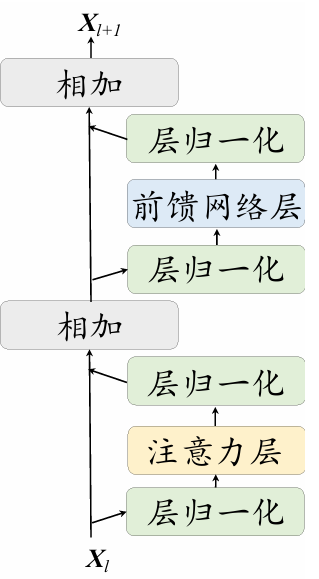 X_{l+1}
相加
层归一化
前馈网络层
层归一化
相加
层归一化
注意力层
层归一化
X_l